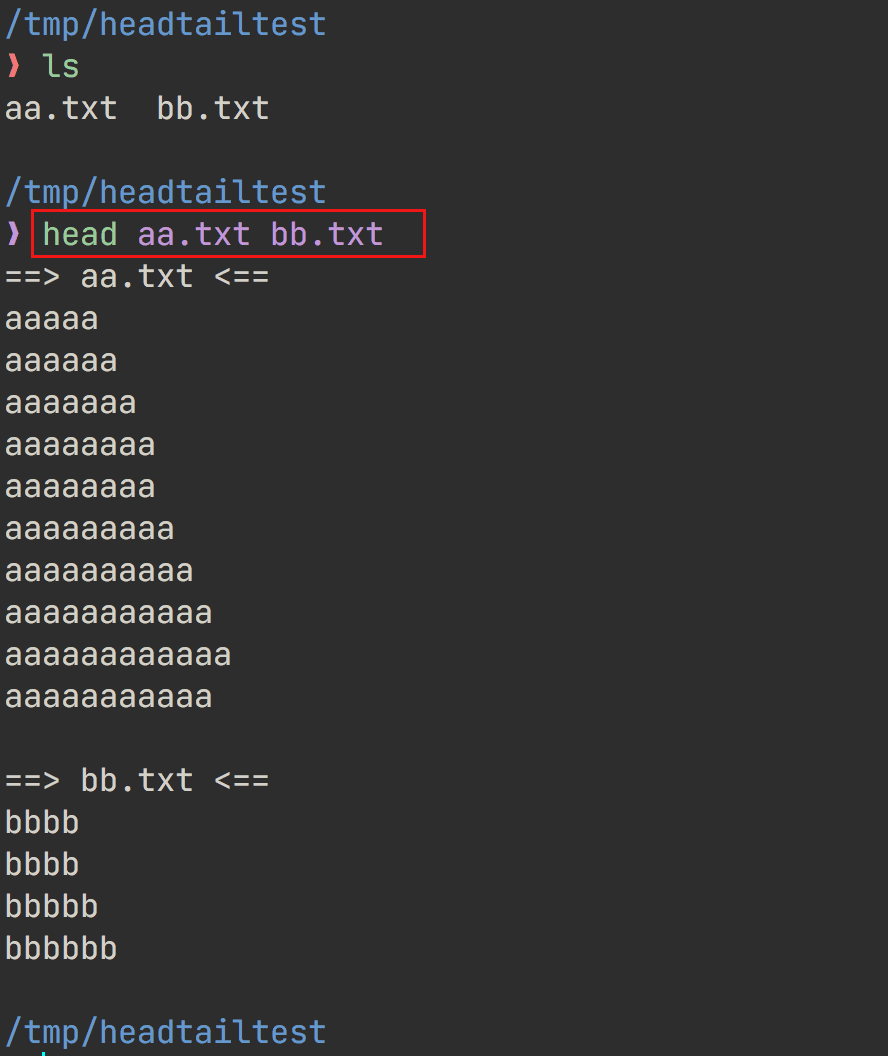 /tmp/headtailtest
❯ ls
aa.txt  bb.txt
/tmp/headtailtest
❯ head aa.txt bb.txt
==> aa.txt <==
aaaaa
aaaaaa
aaaaaaa
aaaaaaaa
aaaaaaaa
aaaaaaaaa
aaaaaaaaaa
aaaaaaaaaaa
aaaaaaaaaaaa
aaaaaaaaaaa
==> bb.txt <==
bbbb
bbbb
bbbbb
bbbbbb
/tmp/headtailtest